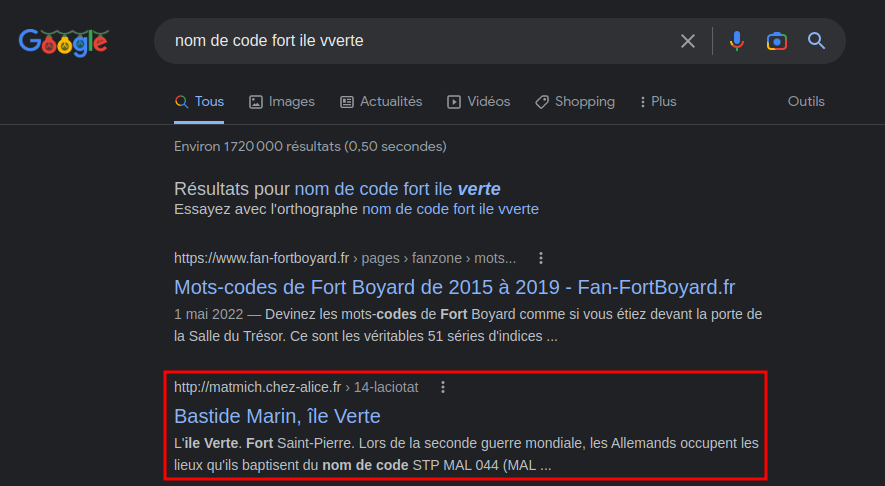 Google
nom de code fort ile vverte
Tous Images Actualités Vidéos Shopping Plus Outils
Environ 1 720 000 résultats (0,50 secondes)
Résultats pour nom de code fort ile verte
Essayez avec l'orthographe nom de code fort ile vverte
https://www.fan-fortboyard.fr › pages › fanzone › mots...
Mots-codes de Fort Boyard de 2015 à 2019 - Fan-FortBoyard.fr
1 mai 2022 — Devinez les mots-codes de Fort Boyard comme si vous étiez devant la porte de
la Salle du Trésor. Ce sont les véritables 51 séries d'indices ...
http://matmich.chez-alice.fr › 14-laciotat
Bastide Marin, île Verte
L'ile Verte. Fort Saint-Pierre. Lors de la seconde guerre mondiale, les Allemands occupent les
lieux qu'ils baptisent du nom de code STP MAL 044 (MAL ...